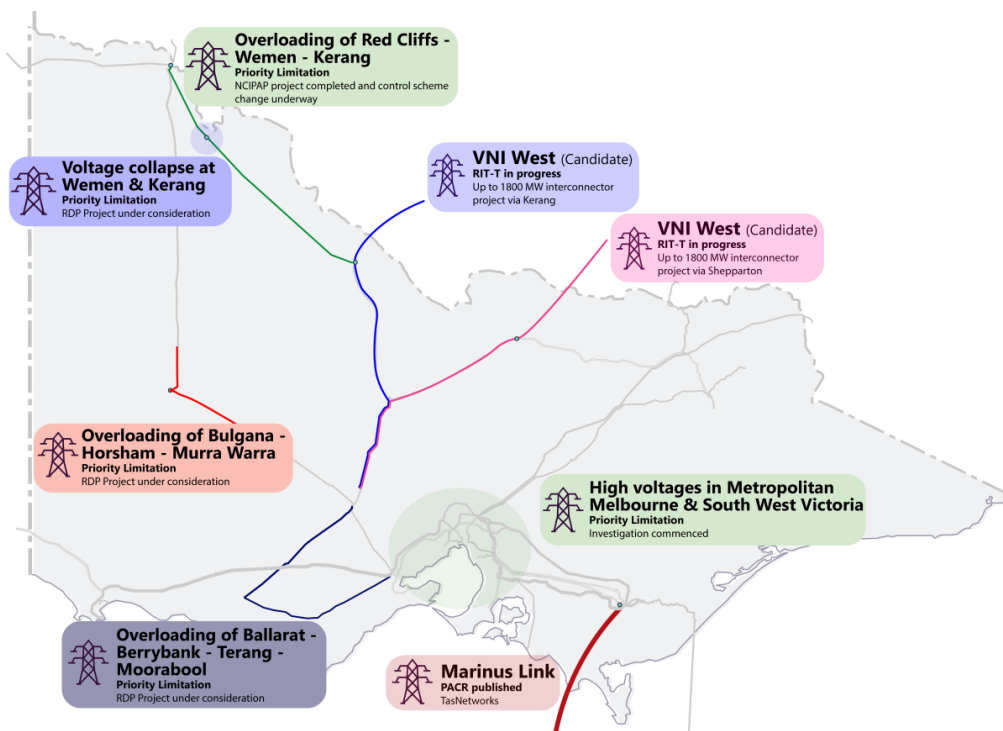 Overloading of Red Cliffs -
Wemen - Kerang
Priority Limitation
NCIPAP project completed and control scheme
change underway
Voltage collapse at
Wemen & Kerang
Priority Limitation
RDP Project under consideration
VNI West (Candidate)
RIT-T in progress
Up to 1800 MW interconnector
project via Kerang
VNI West (Candidate)
RIT-T in progress
Up to 1800 MW interconnector
project via Shepparton
Overloading of Bulgana -
Horsham - Murra Warra
Priority Limitation
RDP Project under consideration
High voltages in Metropolitan
Melbourne & South West Victoria
Priority Limitation
Investigation commenced
Overloading of Ballarat -
Berrybank - Terang -
Moorabool
Priority Limitation
RDP Project under consideration
Marinus Link
PACR published
TasNetworks